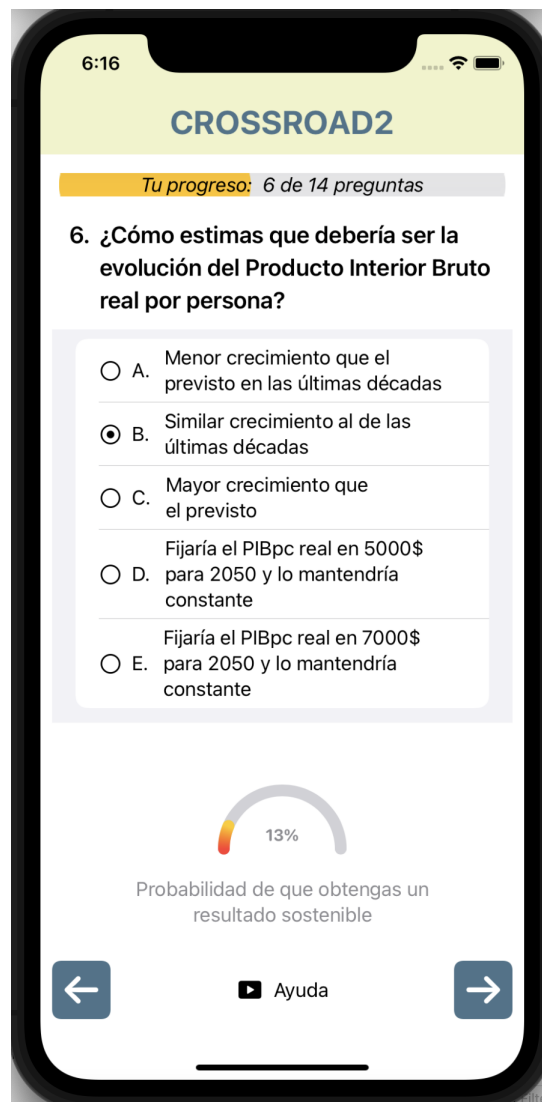 6:16
CROSSROAD2
Tu progreso: 6 de 14 preguntas
6. ¿Cómo estimas que debería ser la
evolución del Producto Interior Bruto
real por persona?
A. Menor crecimiento que el
previsto en las últimas décadas
B. Similar crecimiento al de las
últimas décadas
C. Mayor crecimiento que
el previsto
Fijaría el PIBpc real en 5000$
D. para 2050 y lo mantendría
constante
Fijaría el PIBpc real en 7000$
E. para 2050 y lo mantendría
constante
13%
Probabilidad de que obtengas un
resultado sostenible
Ayuda